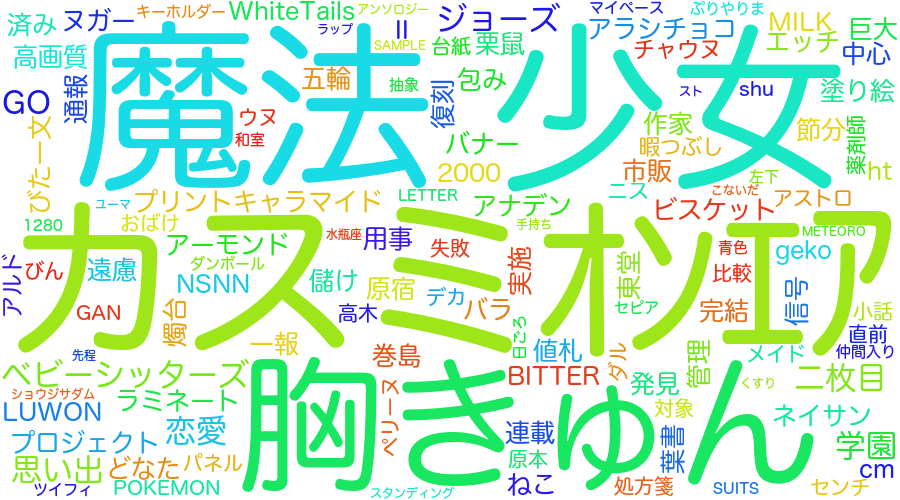 済み ヌガー キーホルダー WhiteTails アンソロジー ジョーズ マイペース ぷりやりま
高画質 ラップ II 台紙 栗鼠 アラシチョコ MILK 巨大
SAMPLE チャウヌ エッチ 中心
GO 通報 魔法 五輪 抽象 復刻 包み 少女 スト shu 塗り絵
びたー文 ウヌ 和室 バナー 作家 暇つぶし 節分 薬剤師
2000 市販 左下 ht
1280 ユーマ おばけ プリントキャラマイド LETTER アナデン 手持ち ニス ビスケット こないだ アストロ
アルド びん 遠慮 アーモンド ダンボール 水瓶座 用事 失敗 実施 東堂 青色 METEORO geko
カスミ オンエア
NSNN 儲け 原宿 デカ セピア 比較 信号
GAN 燭台 高木 バラ 日ごろ 完結 小話
先程 一報 巻島 値札 ダル 管理 メイド 直前 仲間入り
ベビーシッターズ 胸きゅん BITTER 発見 くすり 二枚目
ショウジサダム LUWON ラミネート ペリーヌ 対象 ネイサン
プロジェクト 恋愛 連載 原本 葉書 学園
思い出 どなた パネル ねこ 処方箋 cm
ツイフィ POKEMON スタンディング SUITS センチ